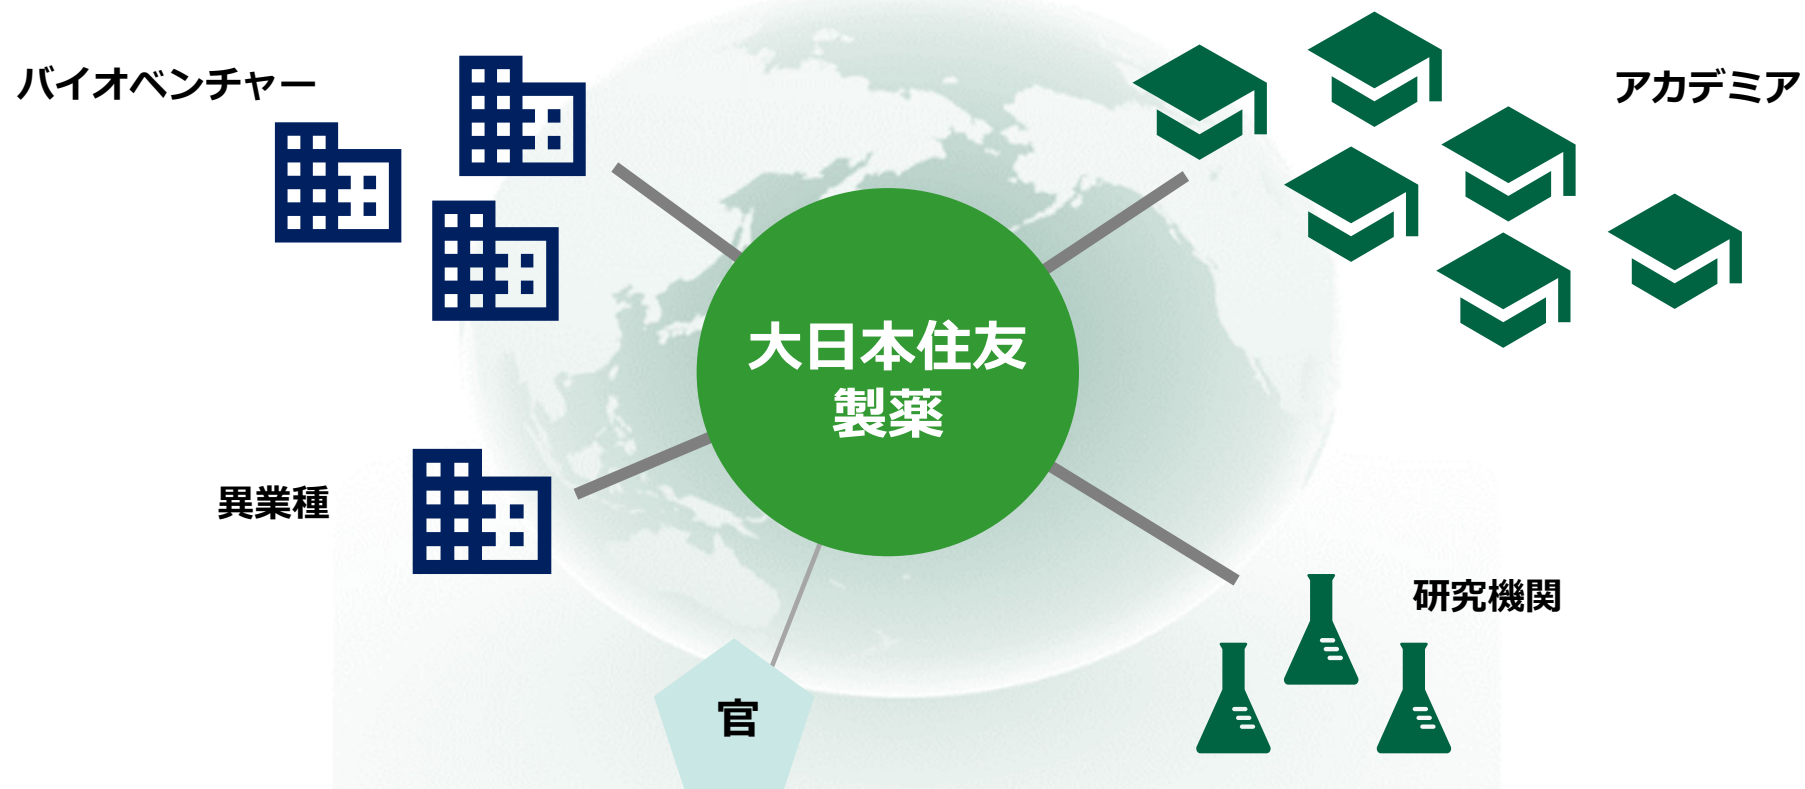 バイオベンチャー
アカデミア
大日本住友
製薬
異業種
研究機関
官